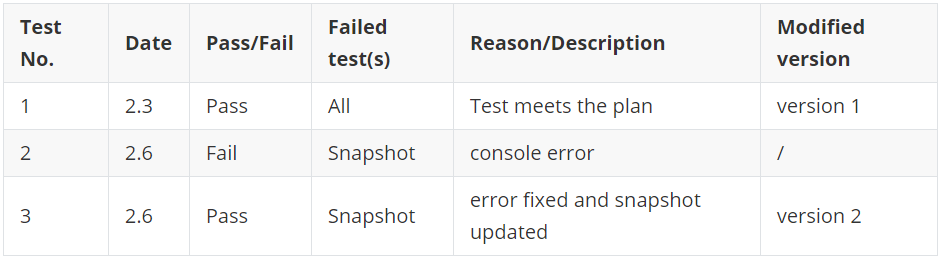 Test No. Date Pass/Fail Failed test(s) Reason/Description Modified version
1 2.3 Pass All Test meets the plan version 1
2 2.6 Fail Snapshot console error /
3 2.6 Pass Snapshot error fixed and snapshot updated version 2